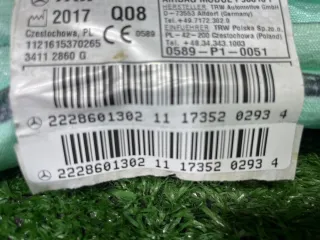 2017 Q08
Czestochowa, PL
1121615370265
3411 2860 G
CE 0589
HERSTELLER: TRW Automotive GmbH
D-73553 Alfdorf (Germany)
Tel. +49.7172.302.0
TRW Polska Sp. z o.
PL - 42-200 Czestochowa (Poland)
Tel. +48.34.343.1003
0589-P1-0051
2228601302 11 17352 0293 4
2228601302 11 17352 0293 4